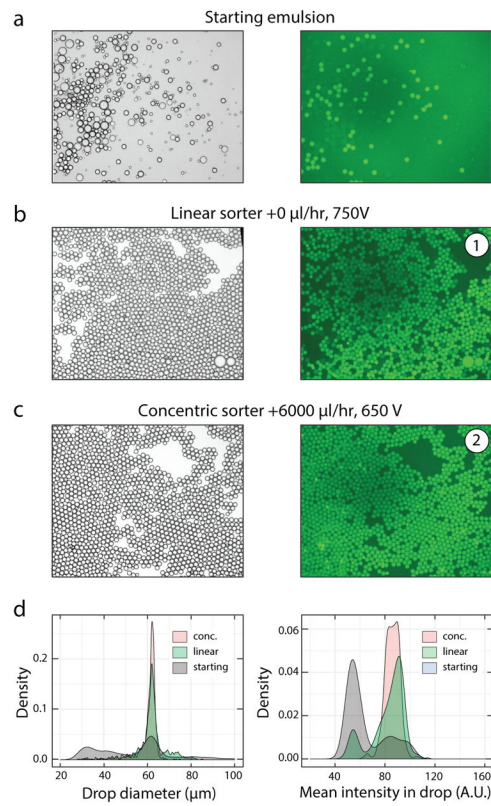 a
Starting emulsion
b
Linear sorter +0 µl/hr, 750V
1
c
Concentric sorter +6000 µl/hr, 650 V
2
d
Density
0.2
0.1
0.0
conc.
linear
starting
20 40 60 80 100
Drop diameter (µm)
Density
0.06
0.04
0.02
0.00
conc.
linear
starting
40 80 120 160
Mean intensity in drop (A.U.)